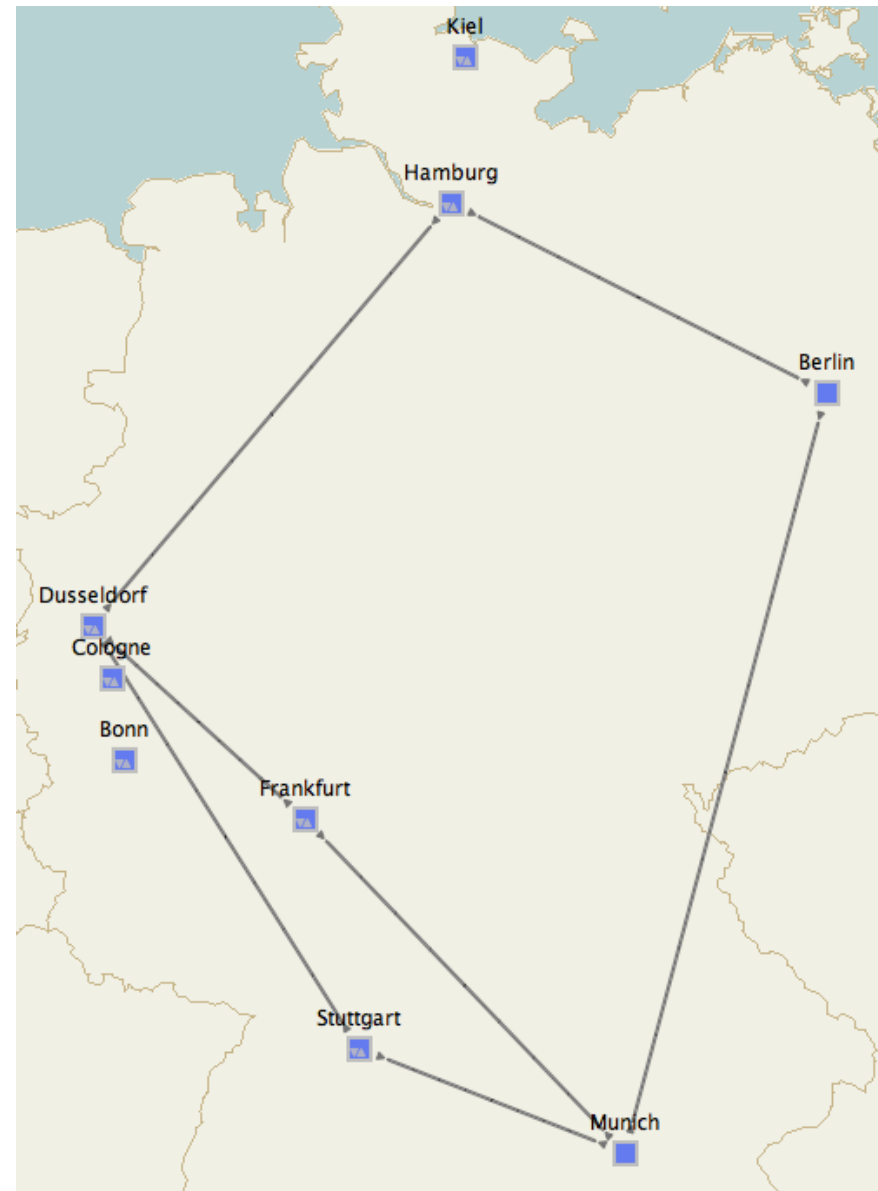 Kiel
Hamburg
Berlin
Dusseldorf
Cologne
Bonn
Frankfurt
Stuttgart
Munich